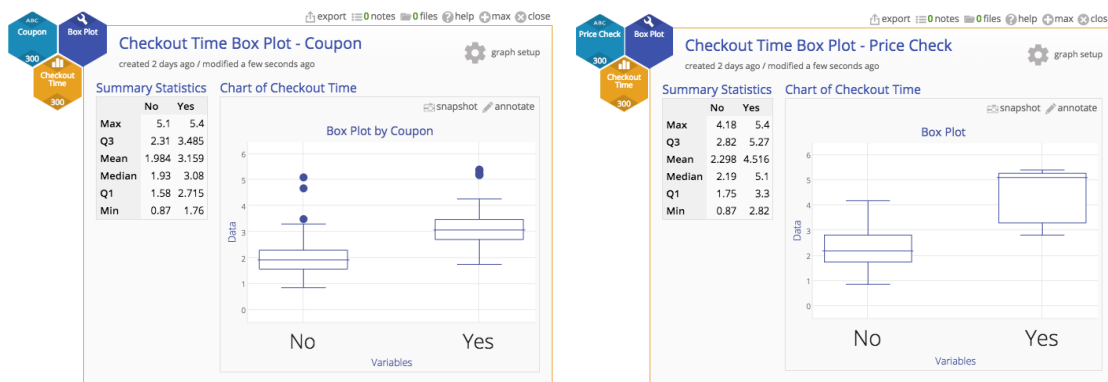 export 0 notes 0 files help max close
ABC
Coupon
300
Box Plot
Checkout
Time
300
Checkout Time Box Plot - Coupon
created 2 days ago / modified a few seconds ago
graph setup
Summary Statistics
No Yes
Max 5.1 5.4
Q3 2.31 3.485
Mean 1.984 3.159
Median 1.93 3.08
Q1 1.58 2.715
Min 0.87 1.76
Chart of Checkout Time
snapshot annotate
Box Plot by Coupon
6
5
4
3
2
1
0
Data
No Yes
Variables
export 0 notes 0 files help max clos
ABC
Price Check
300
Box Plot
Checkout
Time
300
Checkout Time Box Plot - Price Check
created 2 days ago / modified a few seconds ago
graph setup
Summary Statistics
No Yes
Max 4.18 5.4
Q3 2.82 5.27
Mean 2.298 4.516
Median 2.19 5.1
Q1 1.75 3.3
Min 0.87 2.82
Chart of Checkout Time
snapshot annotate
Box Plot
6
5
4
3
2
1
0
Data
No Yes
Variables